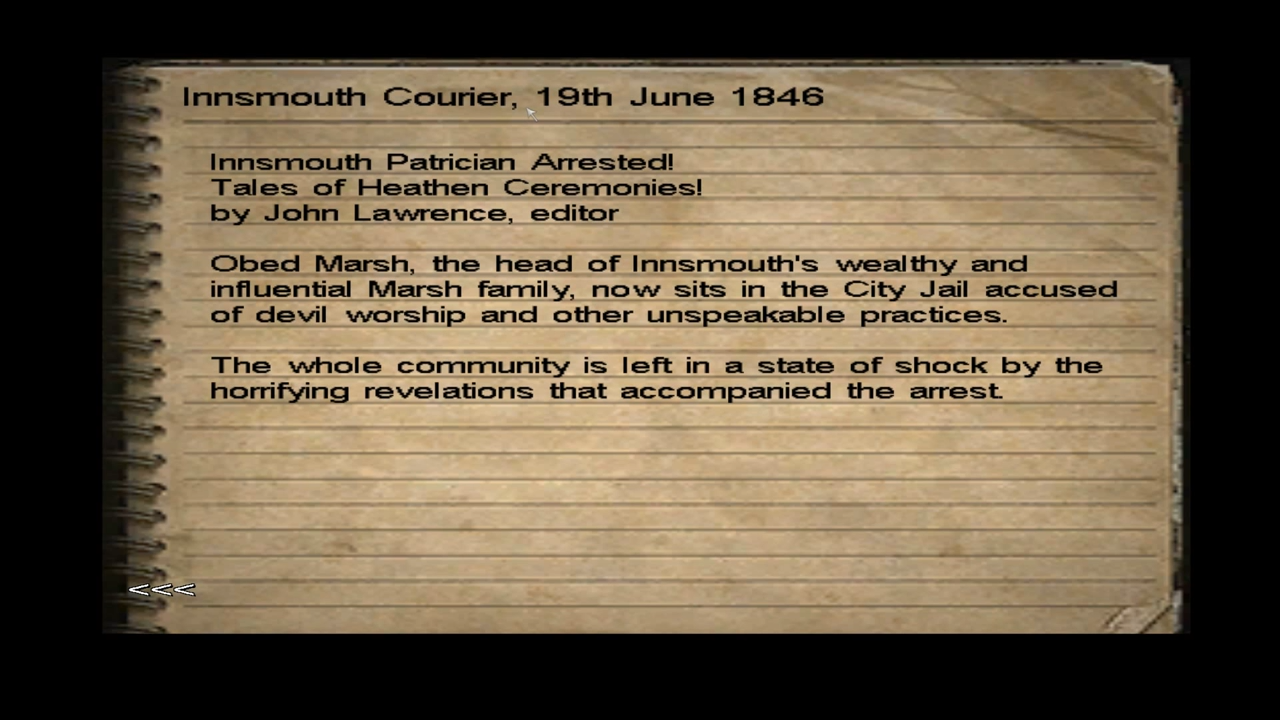 Innsmouth Courier, 19th June 1846
Innsmouth Patrician Arrested!
Tales of Heathen Ceremonies!
by John Lawrence, editor
Obed Marsh, the head of Innsmouth's wealthy and
influential Marsh family, now sits in the City Jail accused
of devil worship and other unspeakable practices.
The whole community is left in a state of shock by the
horrifying revelations that accompanied the arrest.
<<<